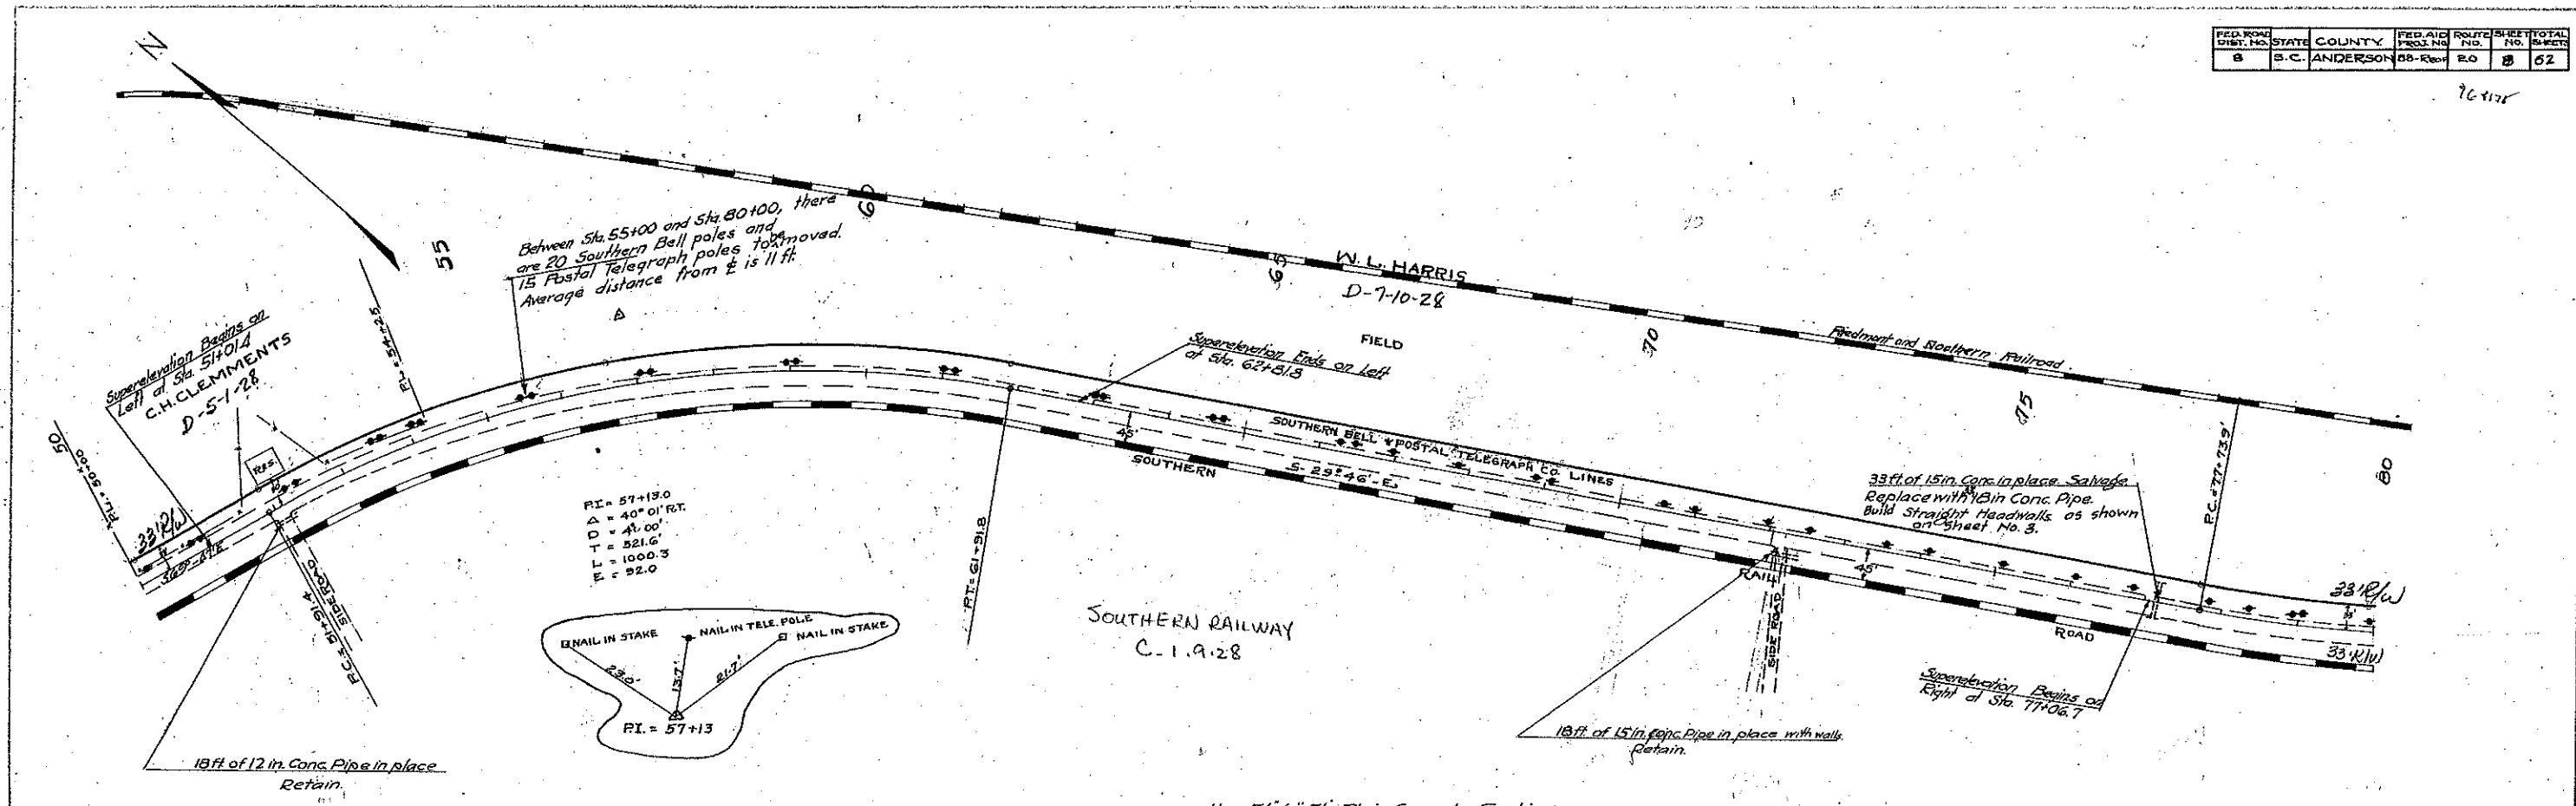 FED. ROAD DIST. NO. STATE COUNTY FED. AID PROJ. NO. ROUTE NO. SHEET NO. TOTAL SHEETS
8 S.C. ANDERSON 20 8 62
N
55
60
65
70
75
80
50
Between Sta. 55+00 and Sta. 80+00, there
are 20 Southern Bell poles and
15 Postal Telegraph poles to be moved.
Average distance from ℄ is 11 ft.
W. L. HARRIS
D-7-10-28
FIELD
Piedmont and Northern Railroad
Superelevation Begins on
Left at Sta. 51+01.4
C.H. CLEMMENTS
D-5-1-28
P.L. = 50+00
P.L. = 54+25
RES.
33' R/W
P.C. = 51+91.4
SIDE ROAD
Superelevation Ends on Left
at Sta. 62+81.8
45'
SOUTHERN
SOUTHERN BELL & POSTAL TELEGRAPH CO. LINES
S-29°46'-E
P.I. = 57+13.0
Δ = 40°01' RT.
D = 4°00'
T = 521.6'
L = 1000.3
E = 92.0
P.T. = 61+91.8
33 ft of 15 in. Conc. in place. Salvage
Replace with 18 in Conc. Pipe.
Build Straight Headwalls as shown
on Sheet No. 3.
P.C. = 77+73.9'
RAIL
45'
SIDE ROAD
ROAD
33' R/W
33' R/W
NAIL IN STAKE
NAIL IN TELE. POLE
NAIL IN STAKE
23.0'
13.7'
21.7'
P.I. = 57+13
SOUTHERN RAILWAY
C-1-9-28
Superelevation Begins on
Right at Sta. 77+06.7
18 ft. of 15 in. Conc. Pipe in place with walls
Retain.
18 ft of 12 in. Conc. Pipe in place
Retain.